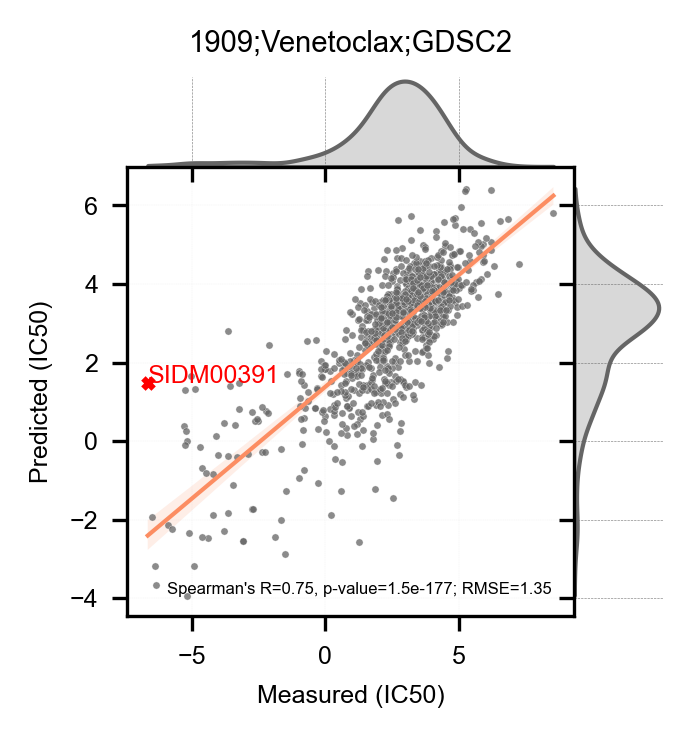 1909;Venetoclax;GDSC2
6
4
2
0
−2
−4
Predicted (IC50)
SIDM00391
Spearman's R=0.75, p-value=1.5e-177; RMSE=1.35
−5
0
5
Measured (IC50)